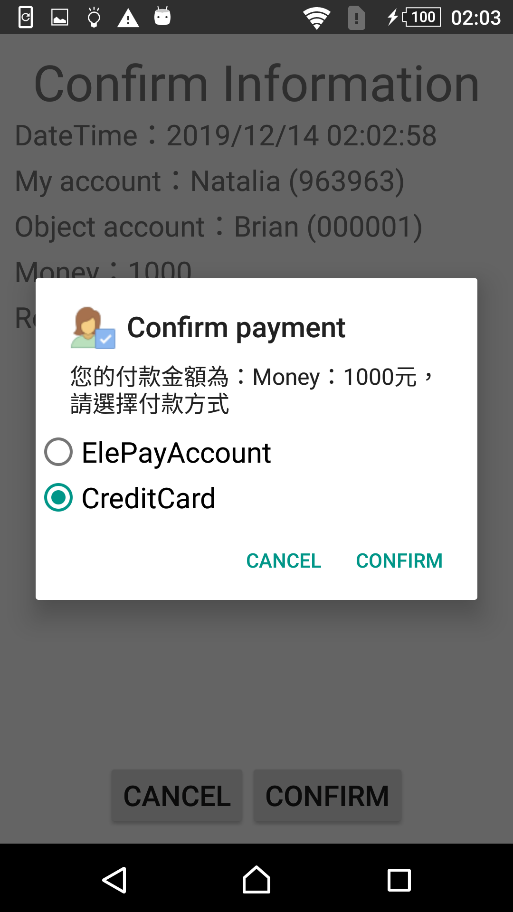 100 02:03
Confirm Information
DateTime：2019/12/14 02:02:58
My account：Natalia (963963)
Object account：Brian (000001)
Money：1000
Confirm payment
您的付款金額為：Money：1000元，
請選擇付款方式
ElePayAccount
CreditCard
CANCEL CONFIRM
CANCEL CONFIRM